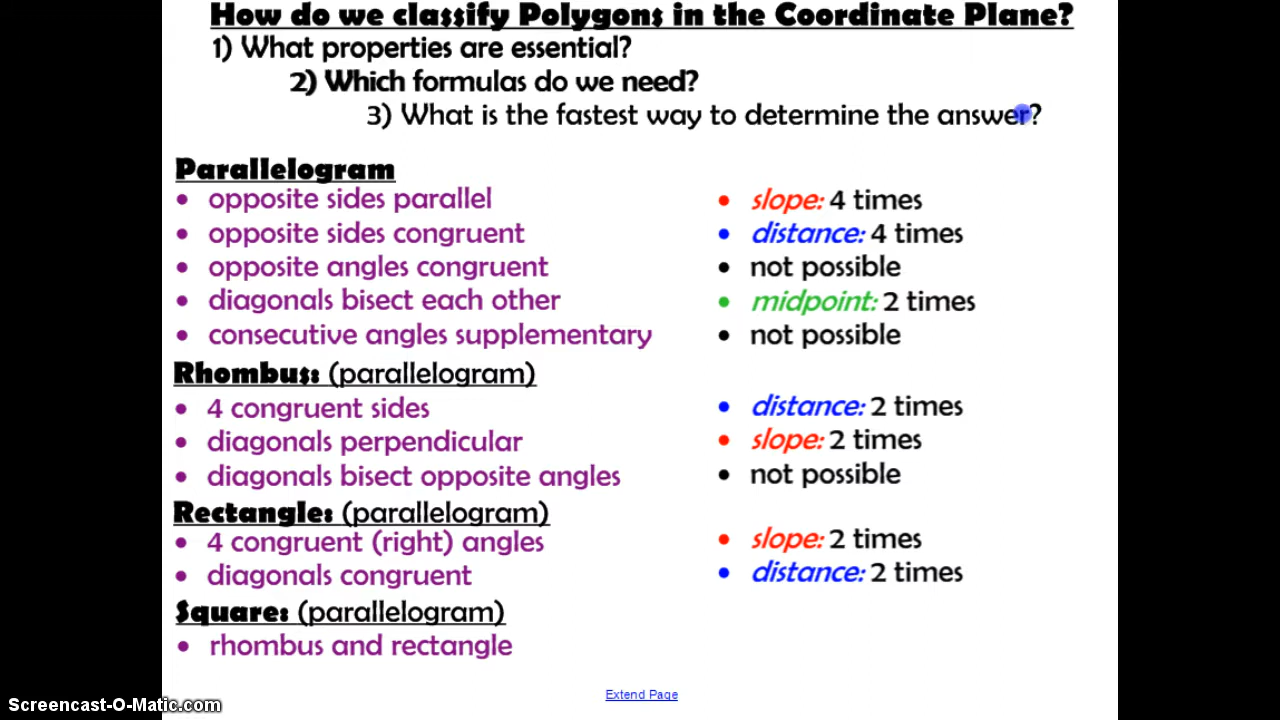 How do we classify Polygons in the Coordinate Plane?
1) What properties are essential?
2) Which formulas do we need?
3) What is the fastest way to determine the answer?
Parallelogram
• opposite sides parallel • slope: 4 times
• opposite sides congruent • distance: 4 times
• opposite angles congruent • not possible
• diagonals bisect each other • midpoint: 2 times
• consecutive angles supplementary • not possible
Rhombus: (parallelogram)
• 4 congruent sides • distance: 2 times
• diagonals perpendicular • slope: 2 times
• diagonals bisect opposite angles • not possible
Rectangle: (parallelogram)
• 4 congruent (right) angles • slope: 2 times
• diagonals congruent • distance: 2 times
Square: (parallelogram)
• rhombus and rectangle
Extend Page
Screencast-O-Matic.com